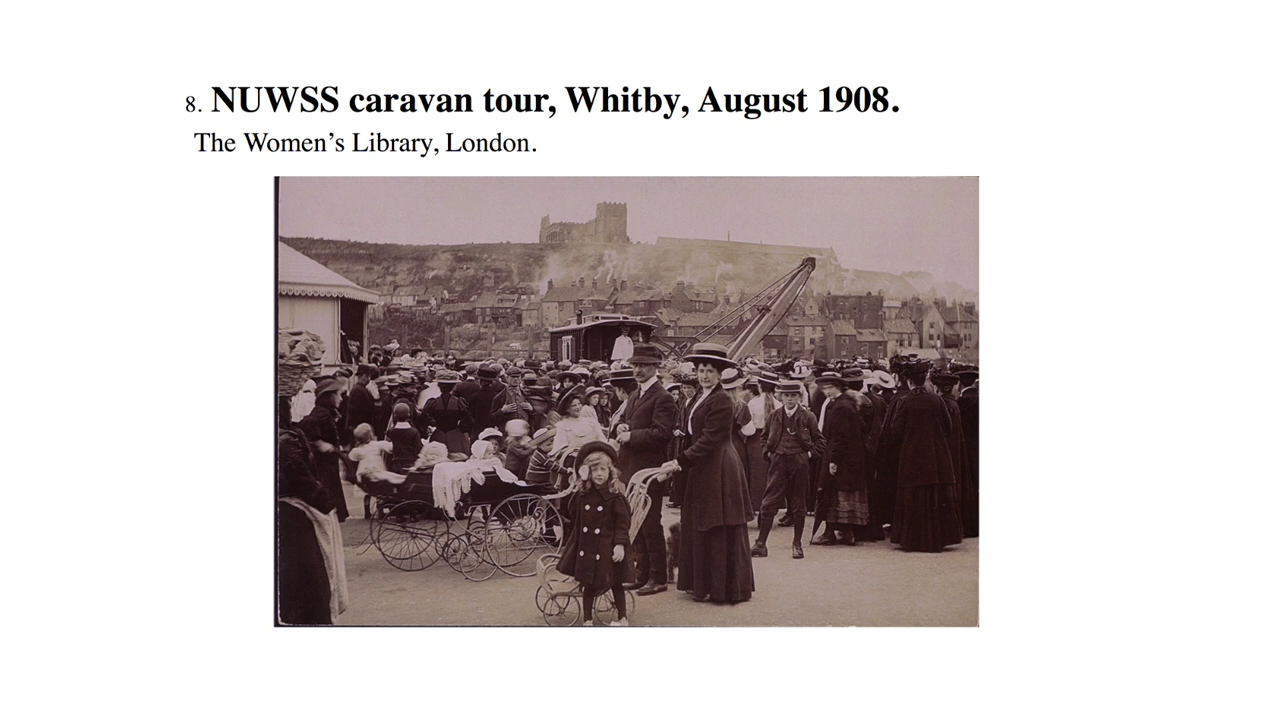 8. NUWSS caravan tour, Whitby, August 1908.
The Women’s Library, London.